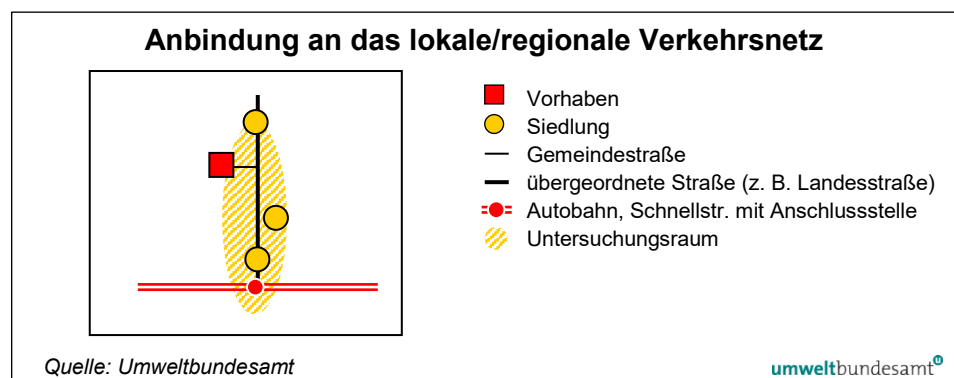 Anbindung an das lokale/regionale Verkehrsnetz
Vorhaben
Siedlung
Gemeindestraße
übergeordnete Straße (z. B. Landesstraße)
Autobahn, Schnellstr. mit Anschlussstelle
Untersuchungsraum
Quelle: Umweltbundesamt
umweltbundesamt u